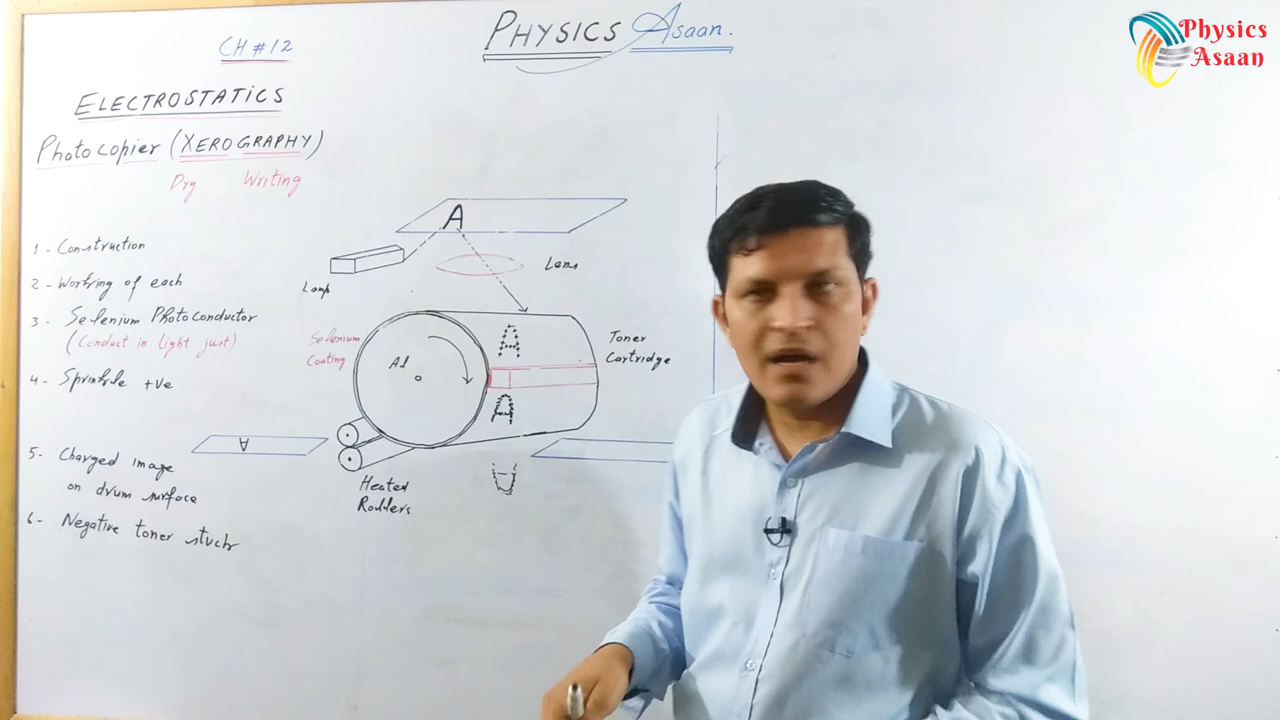 CH # 12
PHYSICS Asaan.
Physics
Asaan
ELECTROSTATICS
Photocopier (XEROGRAPHY)
Dry Writing
1 - Construction
2 - Working of each
3 - Selenium Photoconductor
(Conduct in light just)
4 - Sprinkle +ve
5 - Charged image
on drum surface
6 - Negative toner stuck
A
Lamp
Lens
Selenium
Coating
Al
A
A
Toner
Cartridge
A
Heated
Rollers